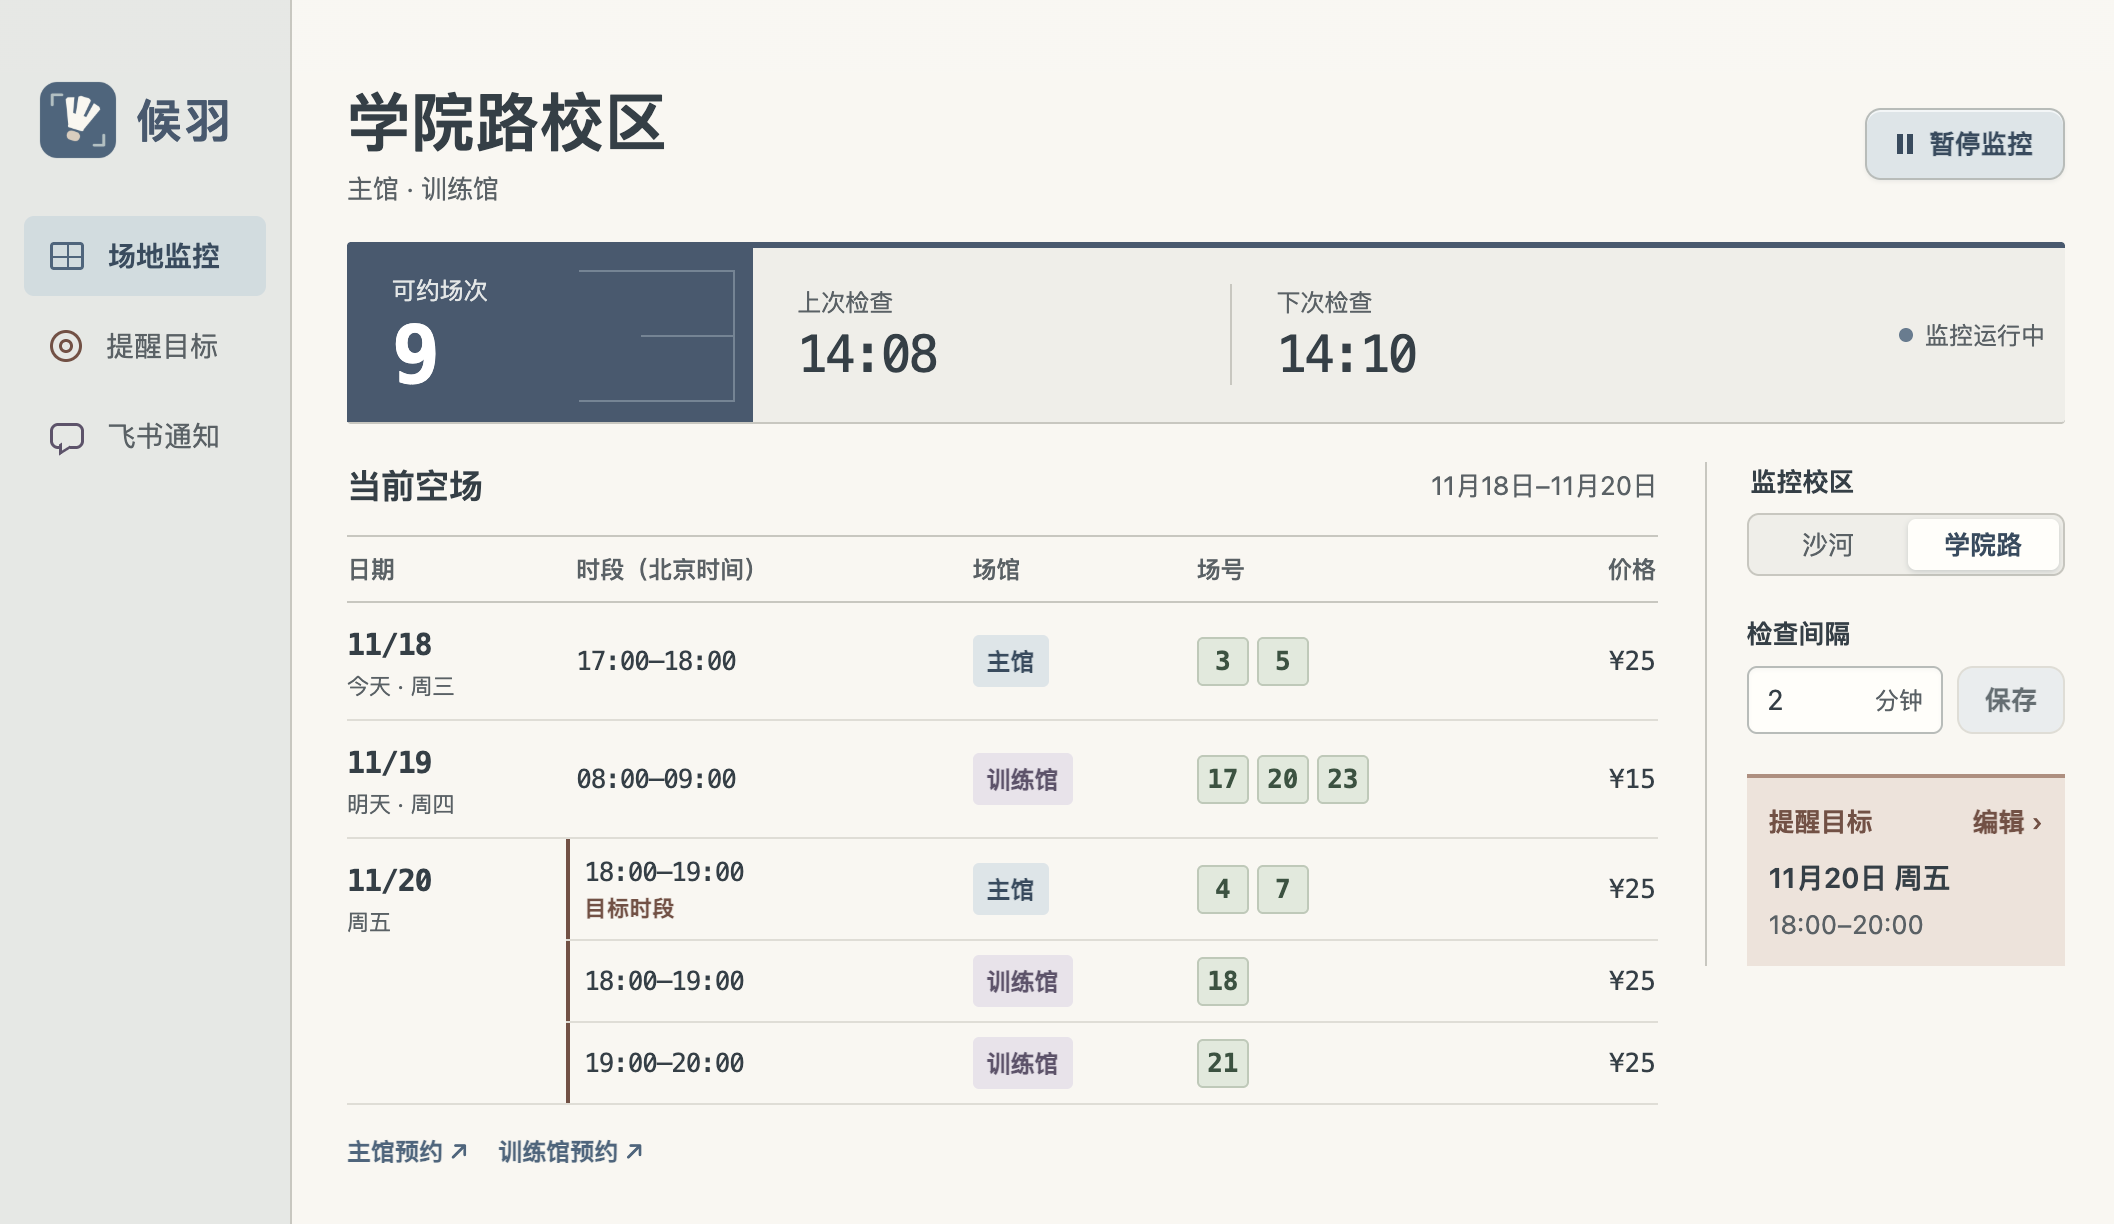 候羽
场地监控
提醒目标
飞书通知
学院路校区
主馆 · 训练馆
暂停监控
可约场次
9
上次检查
14:08
下次检查
14:10
监控运行中
当前空场
11月18日–11月20日
日期 时段（北京时间） 场馆 场号 价格
11/18
今天 · 周三
17:00–18:00 主馆 3 5 ¥25
11/19
明天 · 周四
08:00–09:00 训练馆 17 20 23 ¥15
11/20
周五
18:00–19:00
目标时段
主馆 4 7 ¥25
18:00–19:00 训练馆 18 ¥25
19:00–20:00 训练馆 21 ¥25
主馆预约 ↗ 训练馆预约 ↗
监控校区
沙河 学院路
检查间隔
2 分钟 保存
提醒目标 编辑 ›
11月20日 周五
18:00–20:00